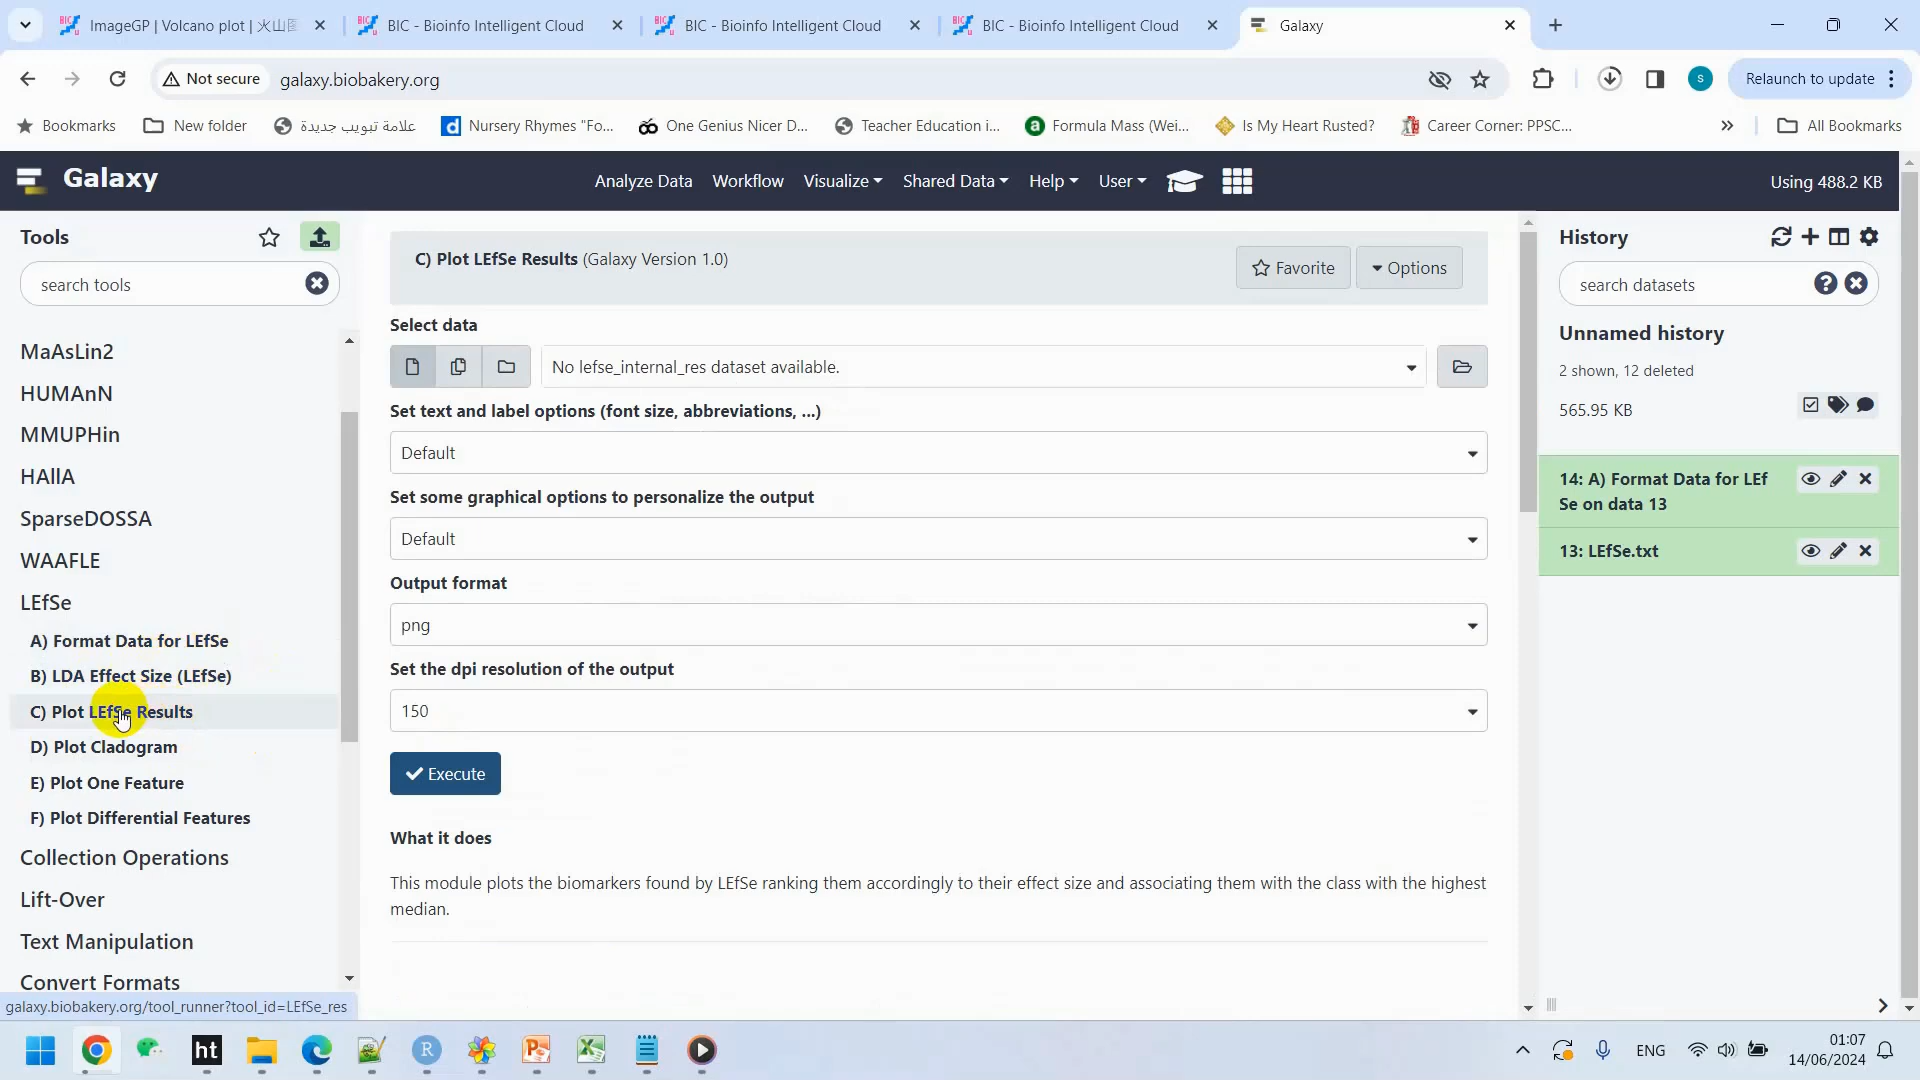 ImageGP | Volcano plot | 火山图
BIC - Bioinfo Intelligent Cloud
BIC - Bioinfo Intelligent Cloud
BIC - Bioinfo Intelligent Cloud
Galaxy
Not secure
galaxy.biobakery.org
S
Relaunch to update
Bookmarks
New folder
علامة تبويب جديدة
Nursery Rhymes "Fo...
One Genius Nicer D...
Teacher Education i...
Formula Mass (Wei...
Is My Heart Rusted?
Career Corner: PPSC...
All Bookmarks
Galaxy
Analyze Data
Workflow
Visualize
Shared Data
Help
User
Using 488.2 KB
Tools
search tools
MaAsLin2
HUMAnN
MMUPHin
HAllA
SparseDOSSA
WAAFLE
LEfSe
A) Format Data for LEfSe
B) LDA Effect Size (LEfSe)
C) Plot LEfSe Results
D) Plot Cladogram
E) Plot One Feature
F) Plot Differential Features
Collection Operations
Lift-Over
Text Manipulation
Convert Formats
galaxy.biobakery.org/tool_runner?tool_id=LEfSe_res
C) Plot LEfSe Results (Galaxy Version 1.0)
Favorite
Options
Select data
No lefse_internal_res dataset available.
Set text and label options (font size, abbreviations, ...)
Default
Set some graphical options to personalize the output
Default
Output format
png
Set the dpi resolution of the output
150
Execute
What it does
This module plots the biomarkers found by LEfSe ranking them accordingly to their effect size and associating them with the class with the highest
median.
History
search datasets
Unnamed history
2 shown, 12 deleted
565.95 KB
14: A) Format Data for LEf
Se on data 13
13: LEfSe.txt
ht
R
ENG
01:07
14/06/2024